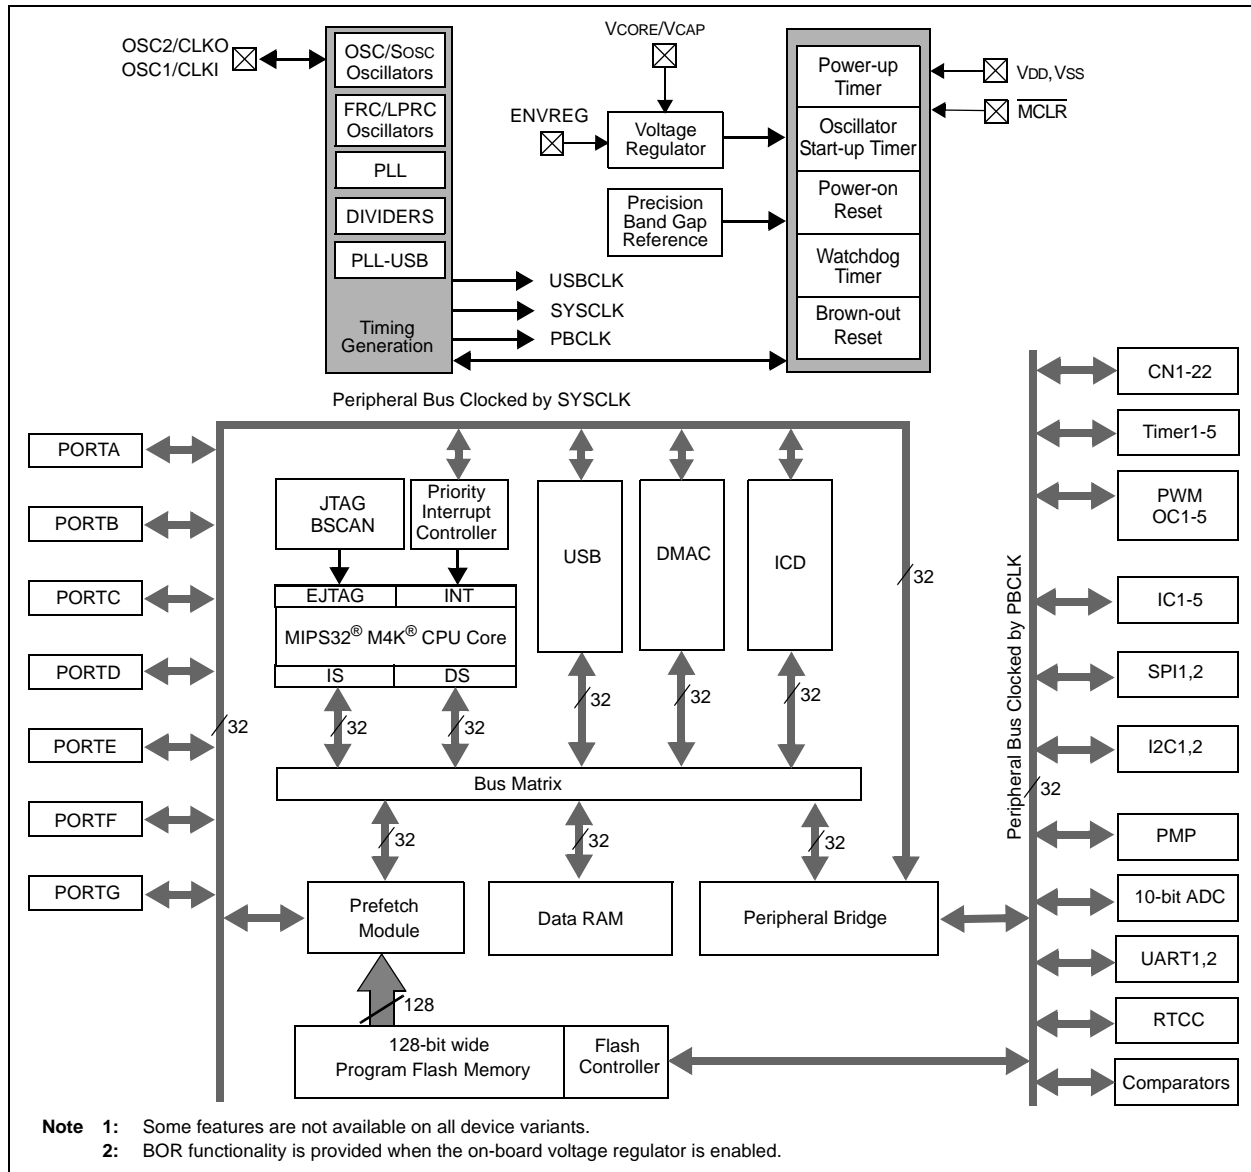 OSC2/CLKO
OSC1/CLKI
OSC/SOSC
Oscillators
FRC/LPRC
Oscillators
PLL
DIVIDERS
PLL-USB
Timing
Generation
USBCLK
SYSCLK
PBCLK
VCORE/VCAP
ENVREG
Voltage
Regulator
Precision
Band Gap
Reference
Power-up
Timer
Oscillator
Start-up Timer
Power-on
Reset
Watchdog
Timer
Brown-out
Reset
VDD, VSS
MCLR
Peripheral Bus Clocked by SYSCLK
PORTA
PORTB
PORTC
PORTD
PORTE
PORTF
PORTG
32
JTAG
BSCAN
Priority
Interrupt
Controller
EJTAG
INT
MIPS32® M4K® CPU Core
IS
DS
USB
DMAC
ICD
32
32
32
32
32
32
Bus Matrix
32
32
32
Prefetch
Module
Data RAM
Peripheral Bridge
128
128-bit wide
Program Flash Memory
Flash
Controller
Peripheral Bus Clocked by PBCLK
32
CN1-22
Timer1-5
PWM
OC1-5
IC1-5
SPI1,2
I2C1,2
PMP
10-bit ADC
UART1,2
RTCC
Comparators
Note 1: Some features are not available on all device variants.
2: BOR functionality is provided when the on-board voltage regulator is enabled.